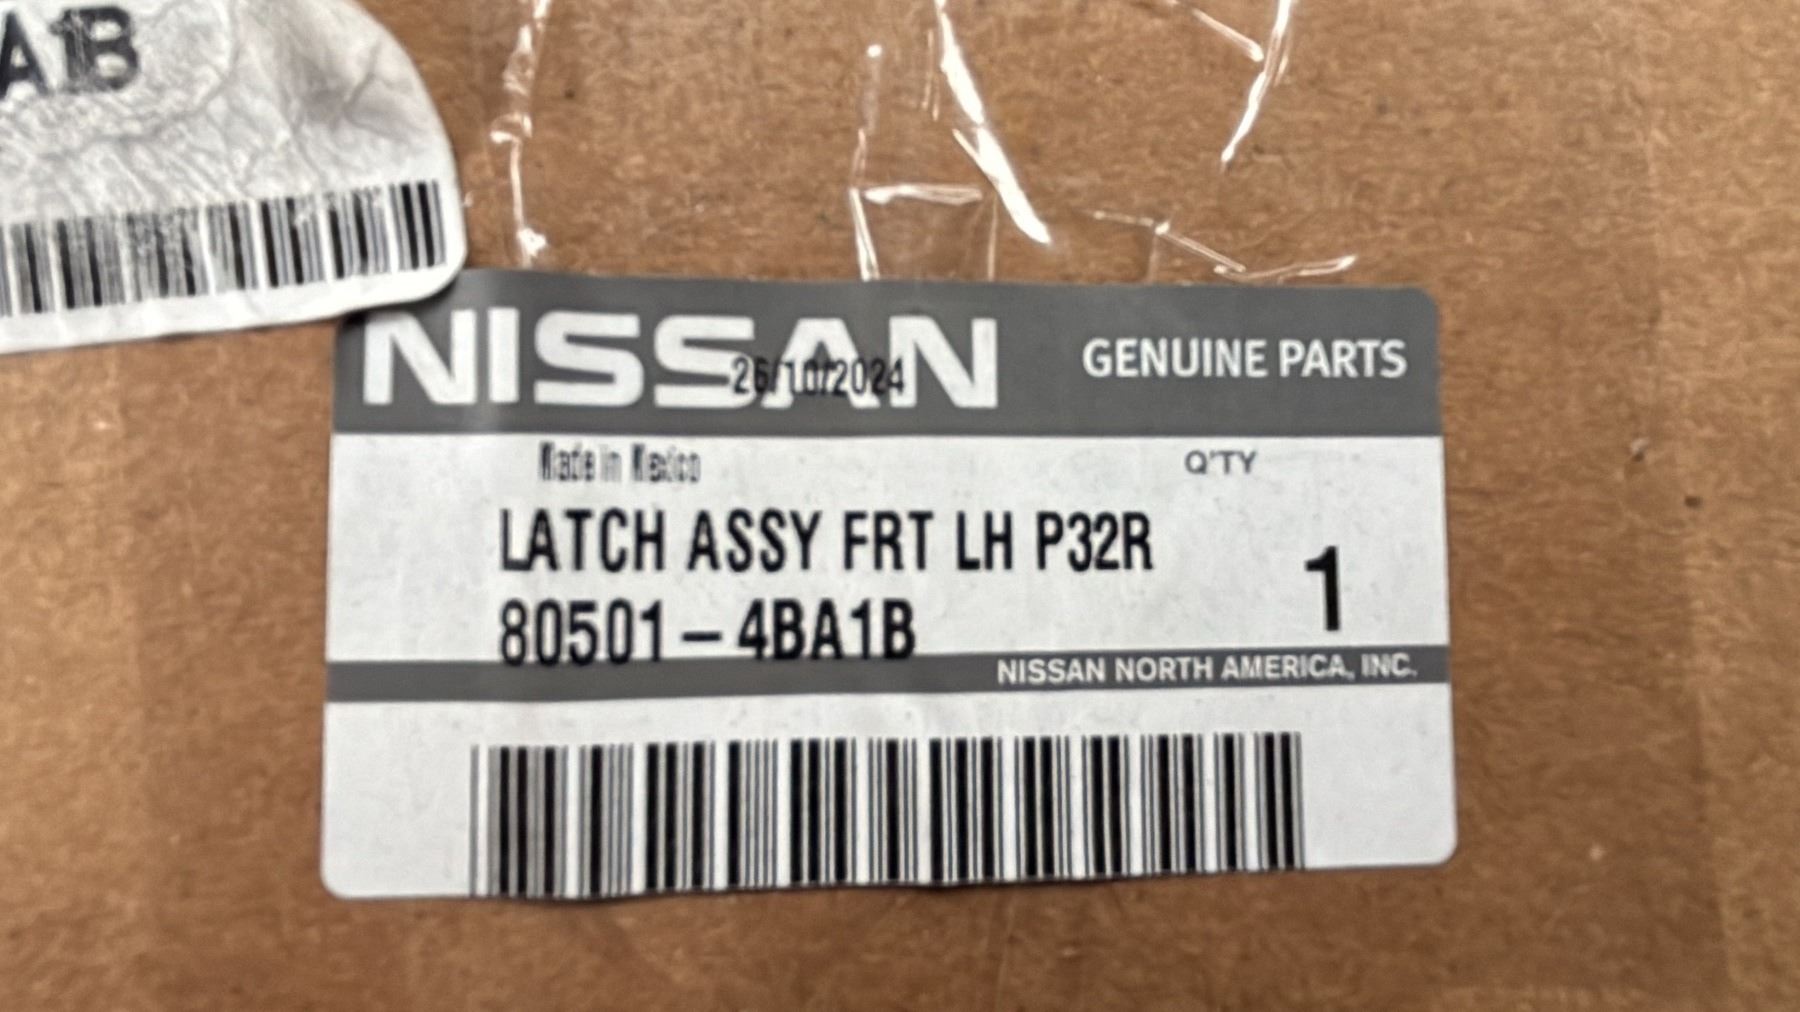 A1B
NISSAN
26/10/2024
GENUINE PARTS
Made in Mexico
Q'TY
LATCH ASSY FRT LH P32R
1
80501-4BA1B
NISSAN NORTH AMERICA, INC.